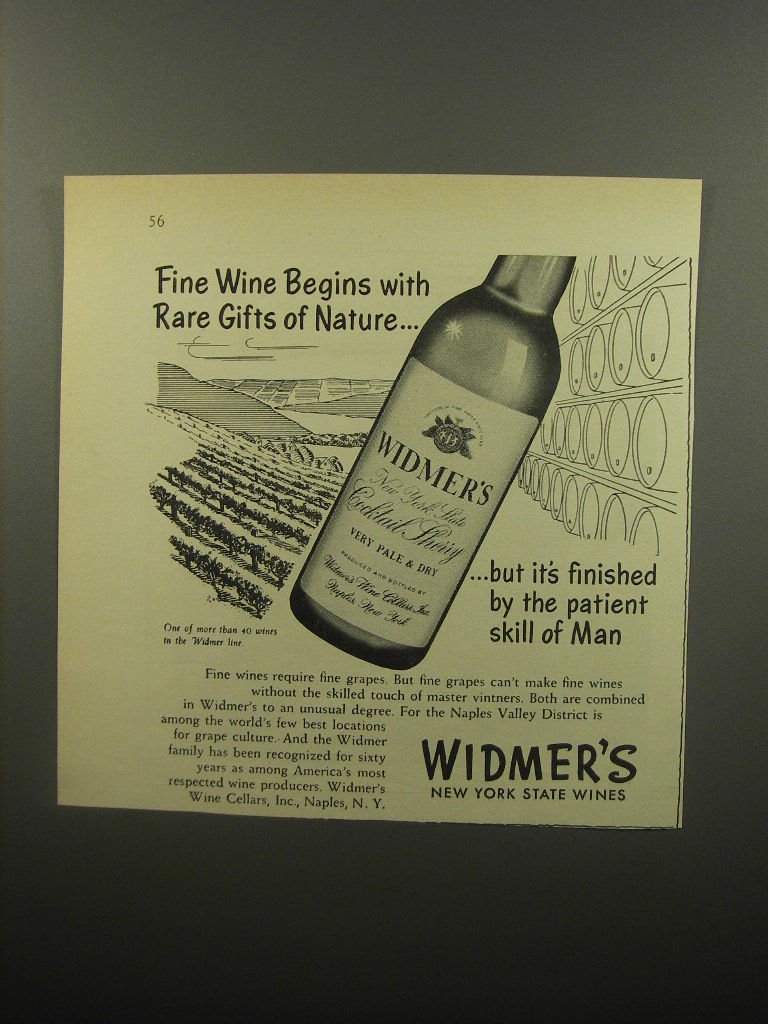 56
Fine Wine Begins with
Rare Gifts of Nature...
WIDMER'S
New York State
Cocktail Sherry
VERY PALE & DRY
PRODUCED AND BOTTLED BY
Widmer's Wine Cellars, Inc.
Naples, New York
...but it's finished
by the patient
skill of Man
One of more than 40 wines
in the Widmer line
Fine wines require fine grapes. But fine grapes can't make fine wines
without the skilled touch of master vintners. Both are combined
in Widmer's to an unusual degree. For the Naples Valley District is
among the world's few best locations
for grape culture. And the Widmer
family has been recognized for sixty
years as among America's most
respected wine producers. Widmer's
Wine Cellars, Inc., Naples, N. Y.
WIDMER'S
NEW YORK STATE WINES